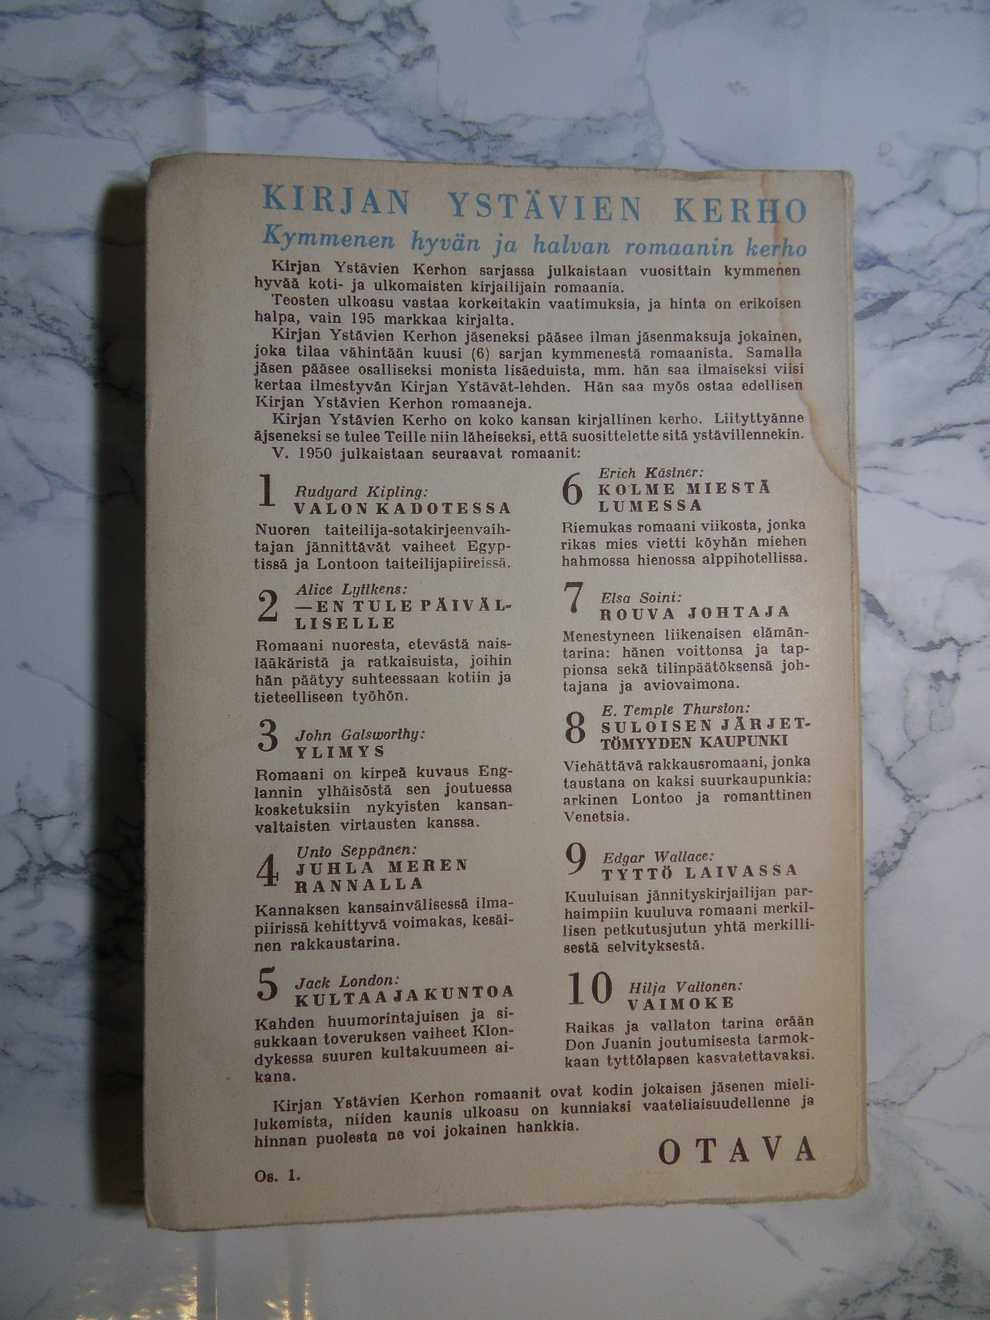 KIRJAN YSTÄVIEN KERHO
Kymmenen hyvän ja halvan romaanin kerho
Kirjan Ystävien Kerhon sarjassa julkaistaan vuosittain kymmenen
hyvää koti- ja ulkomaisten kirjailijain romaania.
Teosten ulkoasu vastaa korkeitakin vaatimuksia, ja hinta on erikoisen
halpa, vain 195 markkaa kirjalta.
Kirjan Ystävien Kerhon jäseneksi pääsee ilman jäsenmaksuja jokainen,
joka tilaa vähintään kuusi (6) sarjan kymmenestä romaanista. Samalla
jäsen pääsee osalliseksi monista lisäeduista, mm. hän saa ilmaiseksi viisi
kertaa ilmestyvän Kirjan Ystävät-lehden. Hän saa myös ostaa edellisen
Kirjan Ystävien Kerhon romaaneja.
Kirjan Ystävien Kerho on koko kansan kirjallinen kerho. Liityttyänne
äjseneksi se tulee Teille niin läheiseksi, että suosittelette sitä ystävillennekin.
V. 1950 julkaistaan seuraavat romaanit:
1 Rudyard Kipling:
VALON KADOTESSA
Nuoren taiteilija-sotakirjeenvaih-
tajan jännittävät vaiheet Egyp-
tissä ja Lontoon taiteilijapiireissä.
2 Alice Lyttkens:
—EN TULE PÄIVÄL-
LISELLE
Romaani nuoresta, etevästä nais-
lääkäristä ja ratkaisuista, joihin
hän päätyy suhteessaan kotiin ja
tieteelliseen työhön.
3 John Galsworthy:
YLIMYS
Romaani on kirpeä kuvaus Eng-
lannin ylhäisöstä sen joutuessa
kosketuksiin nykyisten kansan-
valtaisten virtausten kanssa.
4 Unto Seppänen:
JUHLA MEREN
RANNALLA
Kannaksen kansainvälisessä ilma-
piirissä kehittyvä voimakas, kesäi-
nen rakkaustarina.
5 Jack London:
KULTAA JA KUNTOA
Kahden huumorintajuisen ja si-
sukkaan toveruksen vaiheet Klon-
dykessa suuren kultakuumeen ai-
kana.
6 Erich Kästner:
KOLME MIESTÄ
LUMESSA
Riemukas romaani viikosta, jonka
rikas mies vietti köyhän miehen
hahmossa hienossa alppihotellissa.
7 Elsa Soini:
ROUVA JOHTAJA
Menestyneen liikenaisen elämän-
tarina: hänen voittonsa ja tap-
pionsa sekä tilinpäätöksensä joh-
tajana ja aviovaimona.
8 E. Temple Thurston:
SULOISEN JÄRJET-
TÖMYYDEN KAUPUNKI
Viehättävä rakkausromaani, jonka
taustana on kaksi suurkaupunkia:
arkinen Lontoo ja romanttinen
Venetsia.
9 Edgar Wallace:
TYTTÖ LAIVASSA
Kuuluisan jännityskirjailijan par-
haimpiin kuuluva romaani merkil-
lisen petkutusjutun yhtä merkilli-
sestä selvityksestä.
10 Hilja Valtonen:
VAIMOKE
Raikas ja vallaton tarina erään
Don Juanin joutumisesta tarmok-
kaan tyttölapsen kasvatettavaksi.
Kirjan Ystävien Kerhon romaanit ovat kodin jokaisen jäsenen mieli-
lukemista, niiden kaunis ulkoasu on kunniaksi vaateliaisuudellenne ja
hinnan puolesta ne voi jokainen hankkia.
OTAVA
Os. 1.